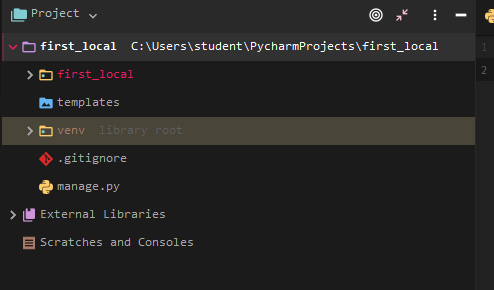 Project
first_local C:\Users\student\PycharmProjects\first_local
1
first_local
2
templates
venv library root
.gitignore
manage.py
External Libraries
Scratches and Consoles